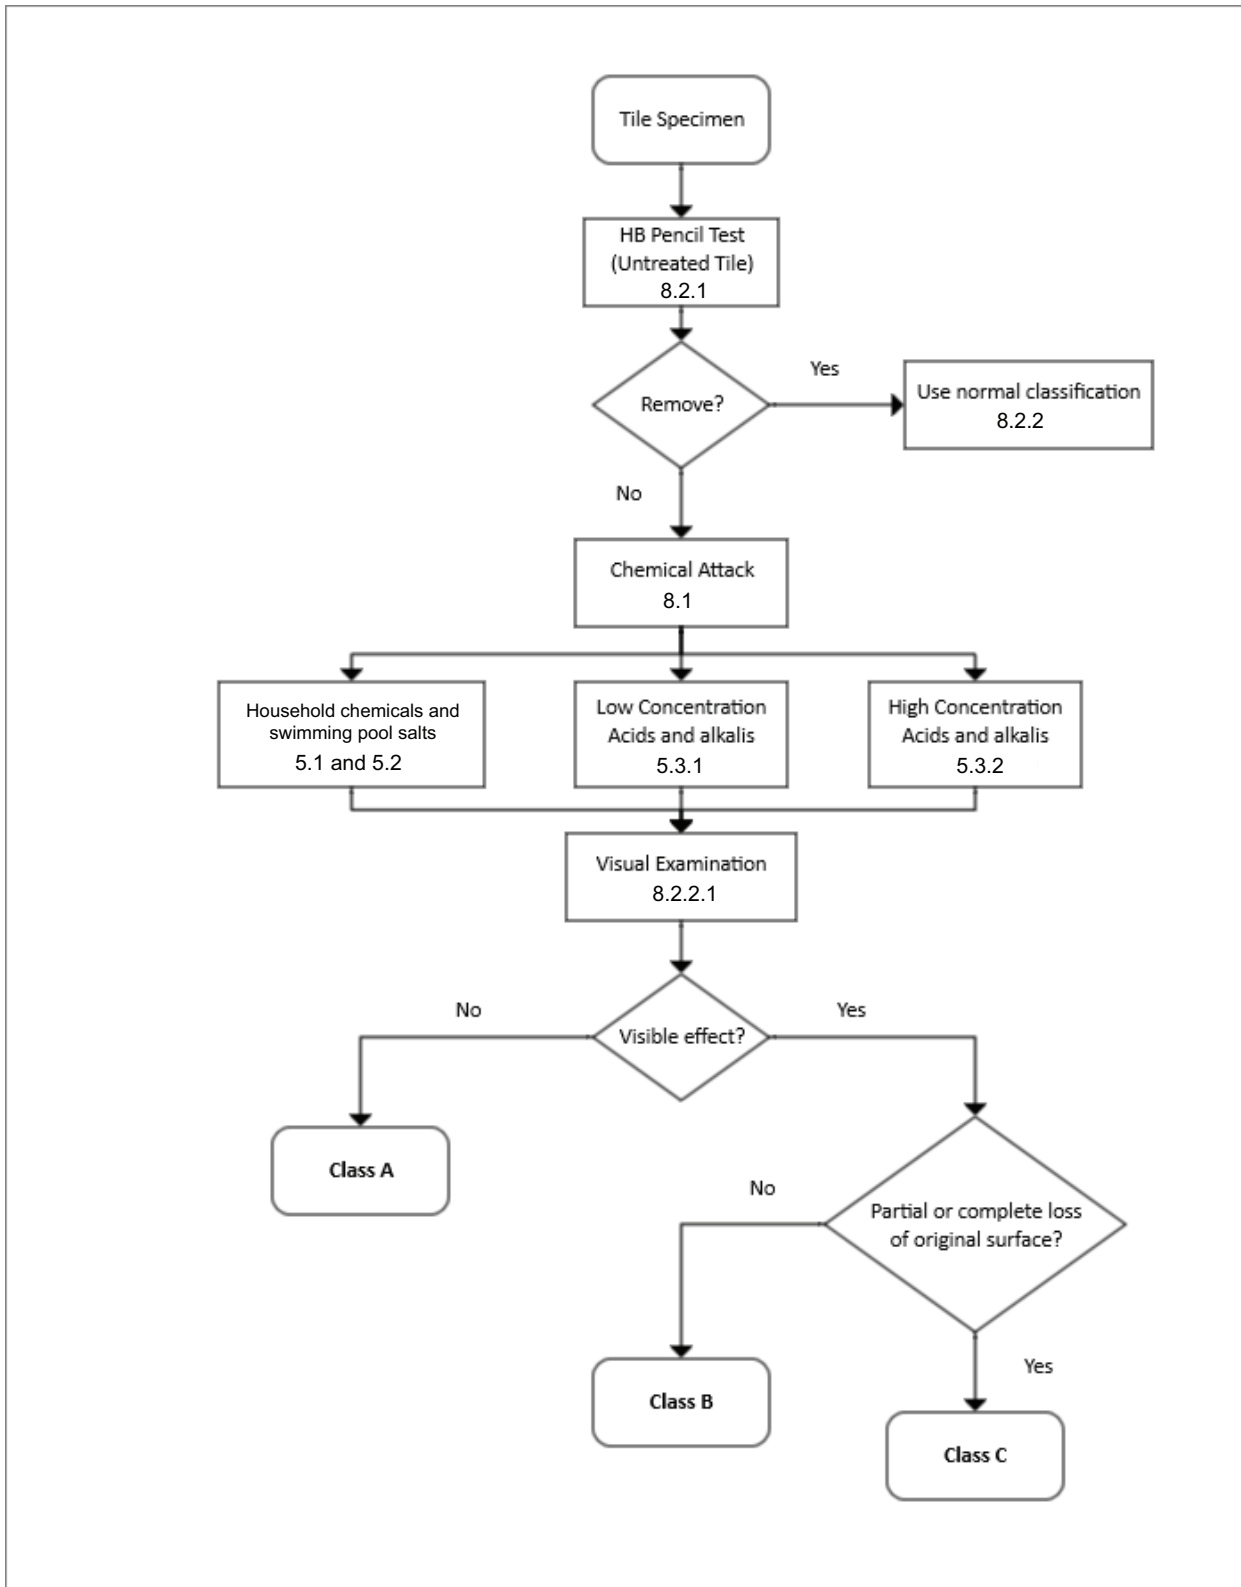 Tile Specimen
HB Pencil Test
(Untreated Tile)
8.2.1
Remove?
Yes
Use normal classification
8.2.2
No
Chemical Attack
8.1
Household chemicals and
swimming pool salts
5.1 and 5.2
Low Concentration
Acids and alkalis
5.3.1
High Concentration
Acids and alkalis
5.3.2
Visual Examination
8.2.2.1
Visible effect?
No
Yes
Class A
Partial or complete loss
of original surface?
No
Class B
Yes
Class C